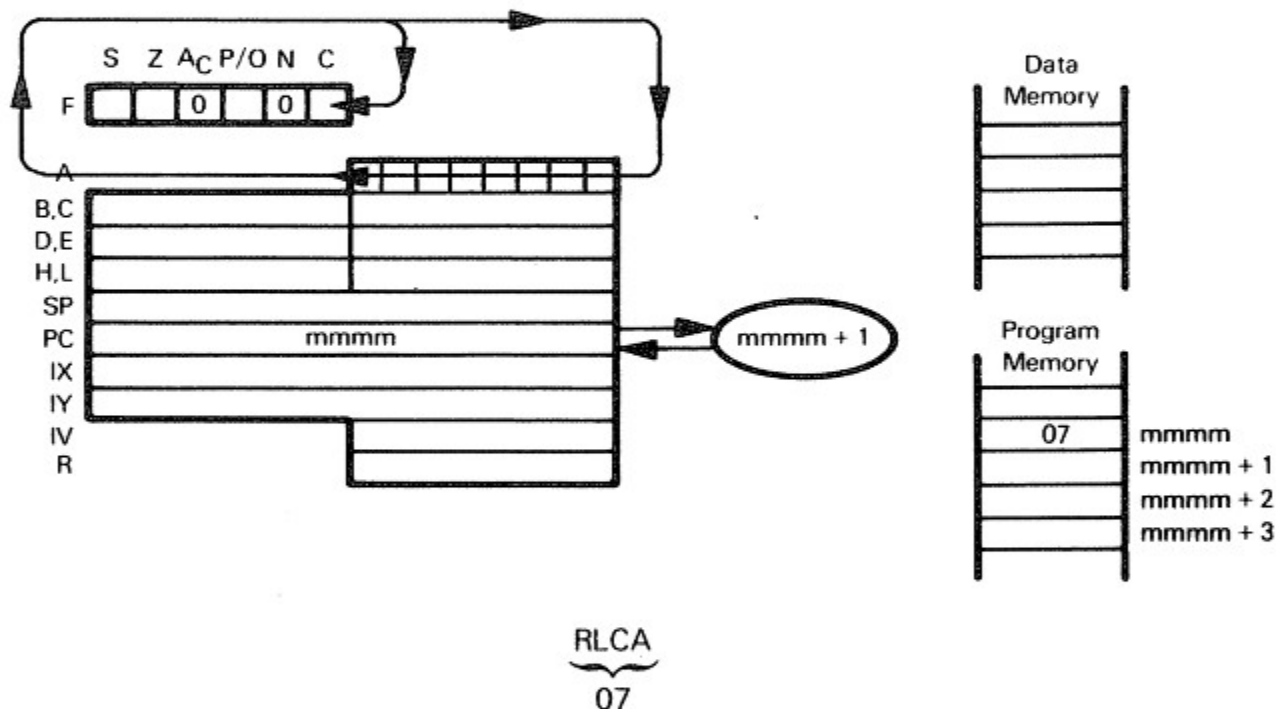 S Z AC P/O N C
F 0 0
A
B,C
D,E
H,L
SP
PC mmmm mmmm + 1
IX
IY
IV
R
Data
Memory
Program
Memory
07 mmmm
mmmm + 1
mmmm + 2
mmmm + 3
RLCA
07